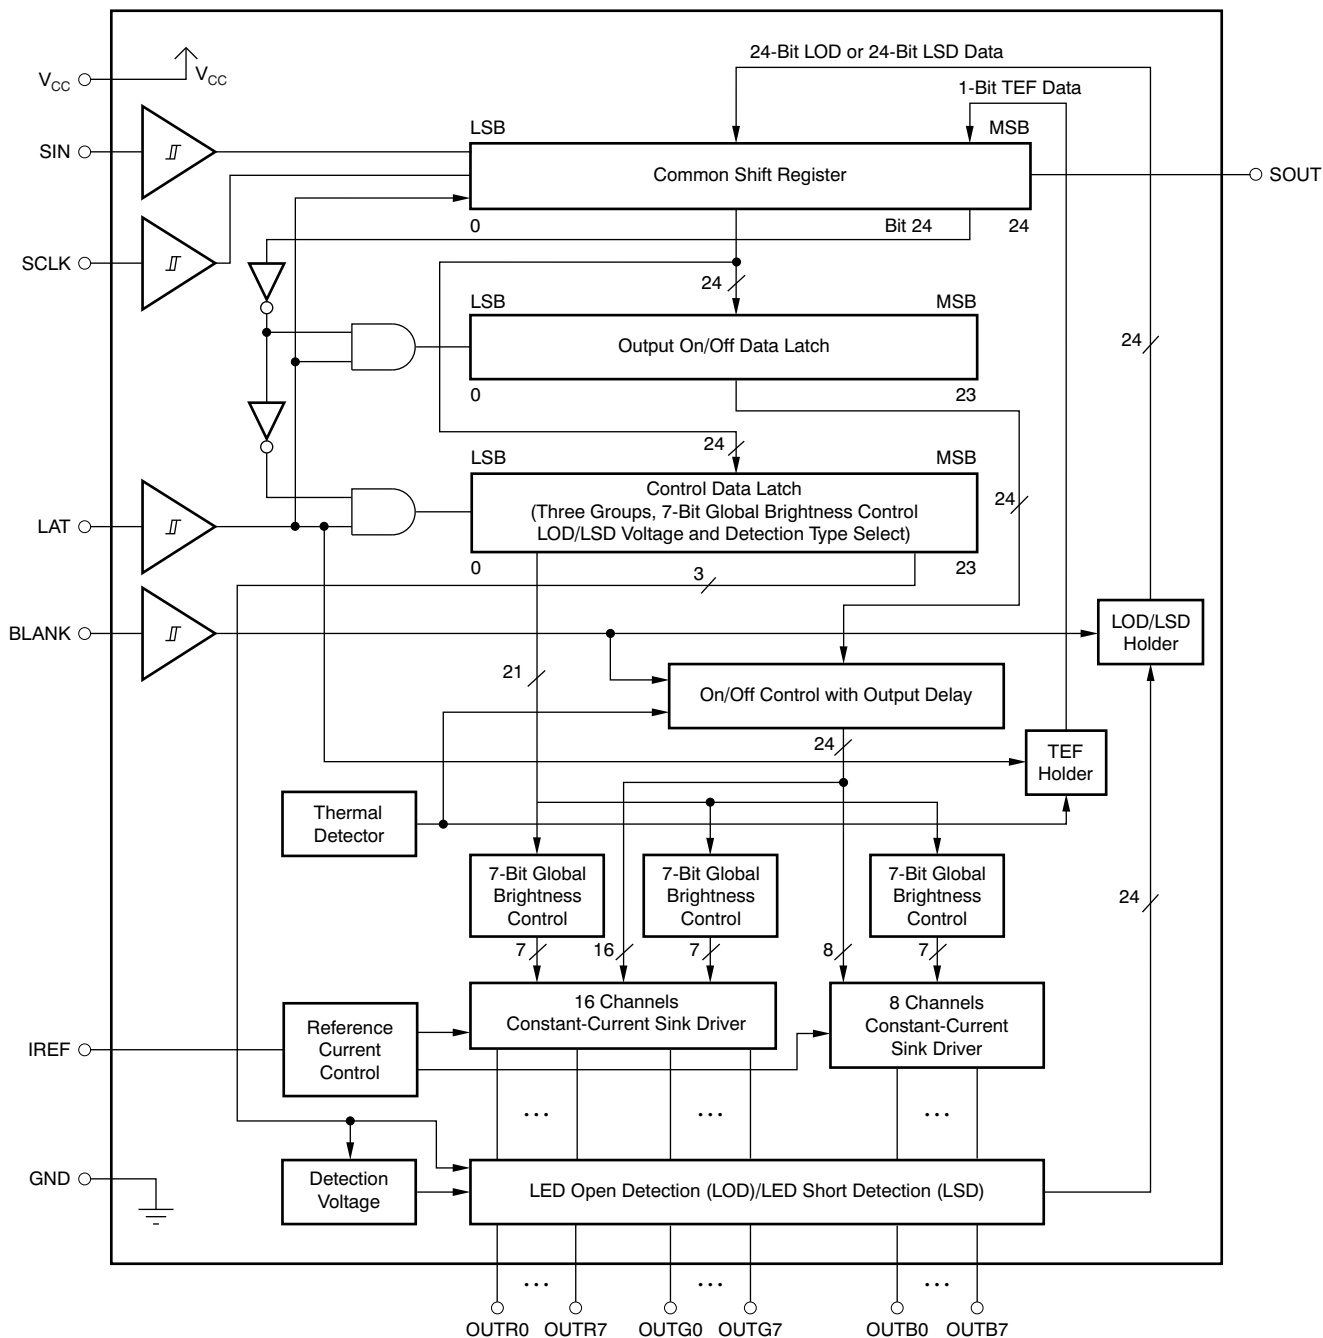 24-Bit LOD or 24-Bit LSD Data
VCC
VCC
1-Bit TEF Data
LSB
MSB
SIN
Common Shift Register
SOUT
0
Bit 24
24
SCLK
24
LSB
MSB
Output On/Off Data Latch
24
0
23
24
LSB
MSB
Control Data Latch
(Three Groups, 7-Bit Global Brightness Control
LOD/LSD Voltage and Detection Type Select)
24
LAT
0
23
3
BLANK
LOD/LSD
Holder
21
On/Off Control with Output Delay
24
TEF
Holder
Thermal
Detector
7-Bit Global
Brightness
Control
7-Bit Global
Brightness
Control
7-Bit Global
Brightness
Control
24
7
16
7
8
7
16 Channels
Constant-Current Sink Driver
8 Channels
Constant-Current
Sink Driver
IREF
Reference
Current
Control
...
...
...
GND
Detection
Voltage
LED Open Detection (LOD)/LED Short Detection (LSD)
...
...
...
OUTR0
OUTR7
OUTG0
OUTG7
OUTB0
OUTB7